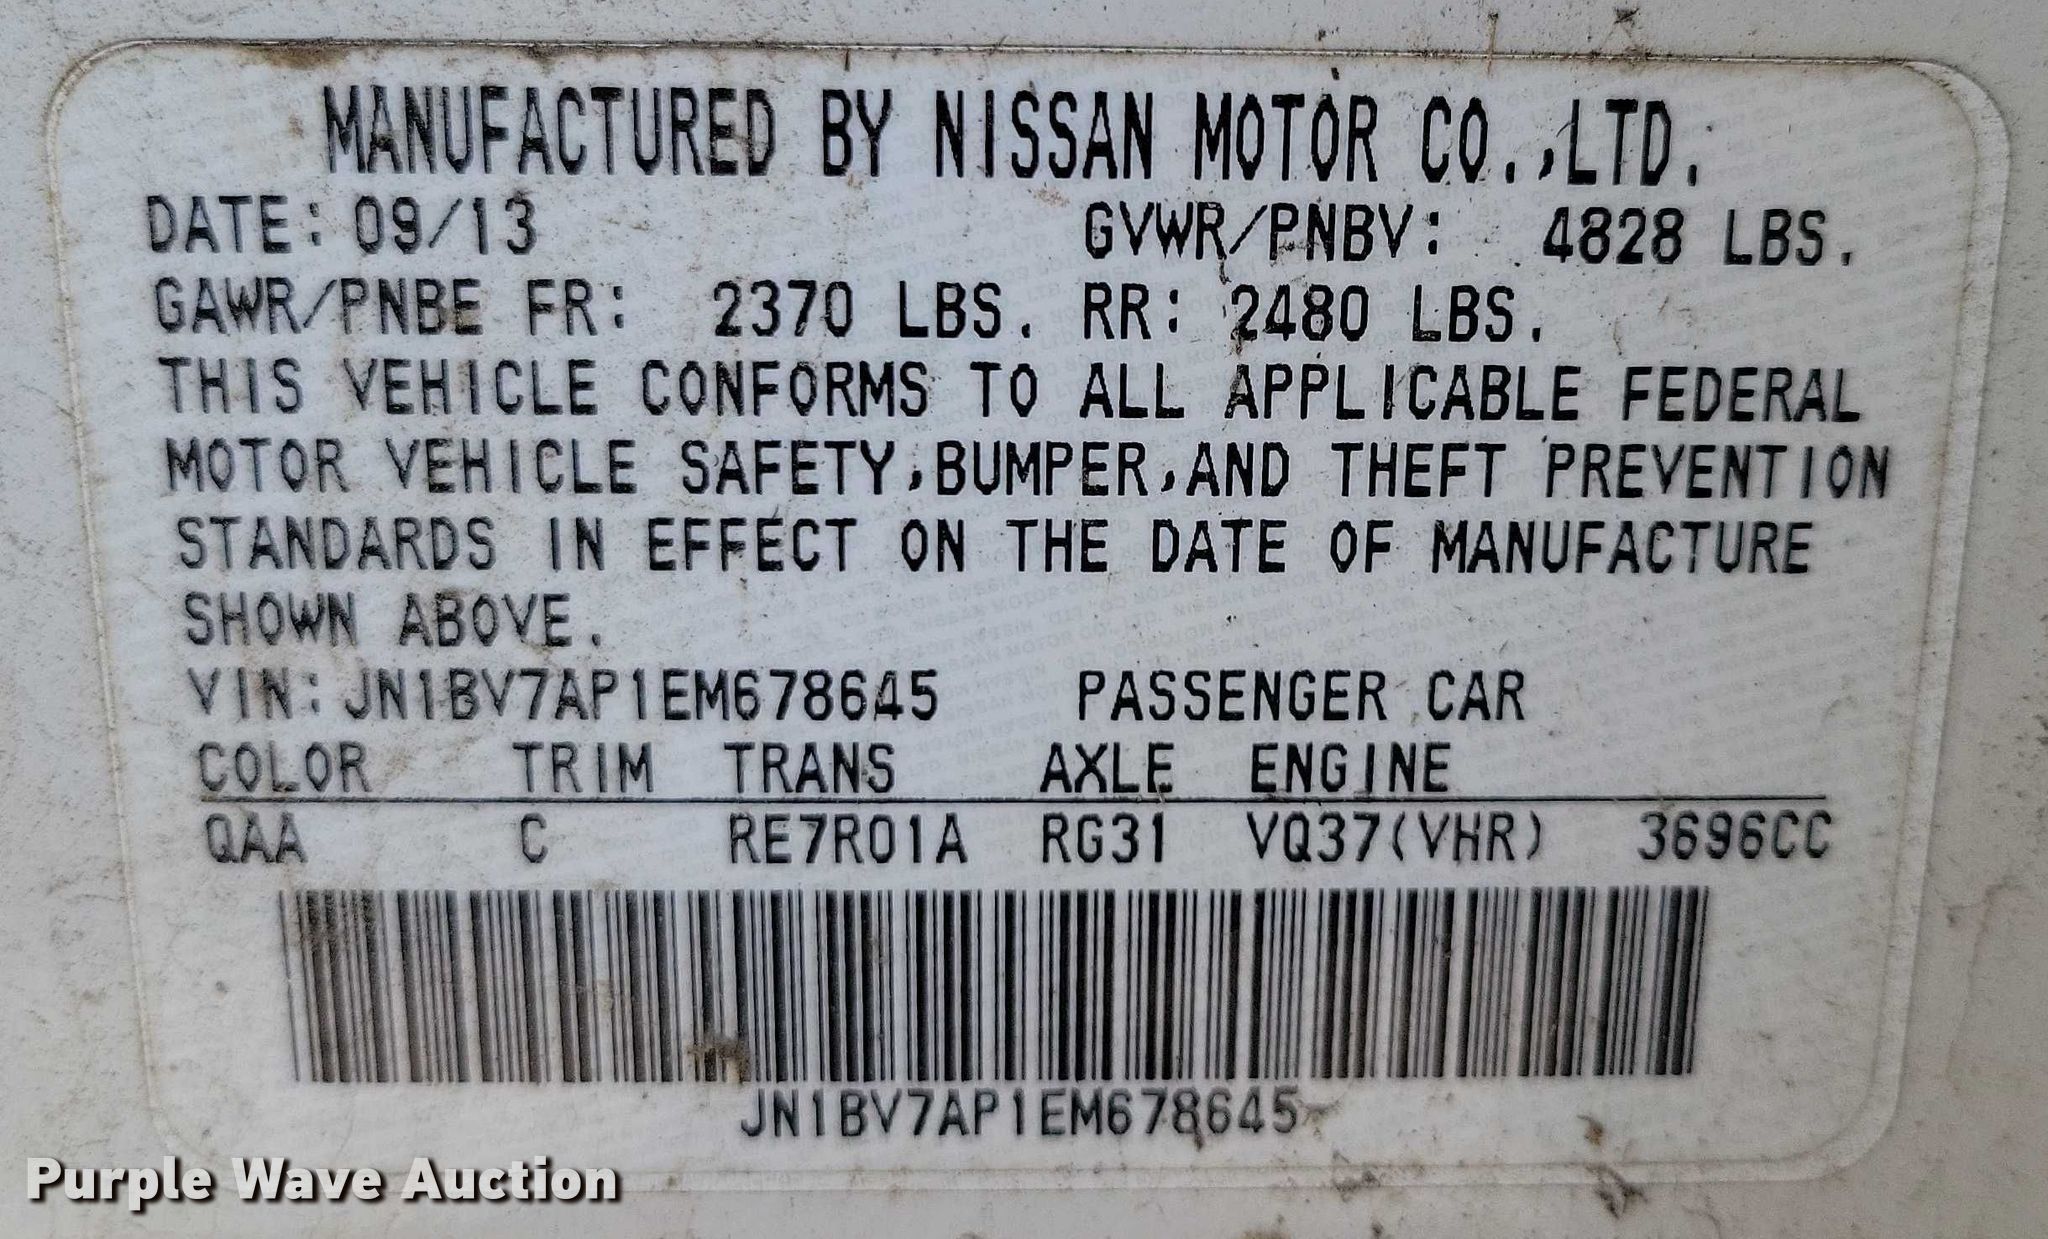 MANUFACTURED BY NISSAN MOTOR CO.,LTD.
DATE: 09/13 GVWR/PNBV: 4828 LBS.
GAWR/PNBE FR: 2370 LBS. RR: 2480 LBS.
THIS VEHICLE CONFORMS TO ALL APPLICABLE FEDERAL
MOTOR VEHICLE SAFETY,BUMPER,AND THEFT PREVENTION
STANDARDS IN EFFECT ON THE DATE OF MANUFACTURE
SHOWN ABOVE.
VIN:JN1BV7AP1EM678645 PASSENGER CAR
COLOR TRIM TRANS AXLE ENGINE
QAA C RE7R01A RG31 VQ37(VHR) 3696CC
JN1BV7AP1EM678645
Purple Wave Auction